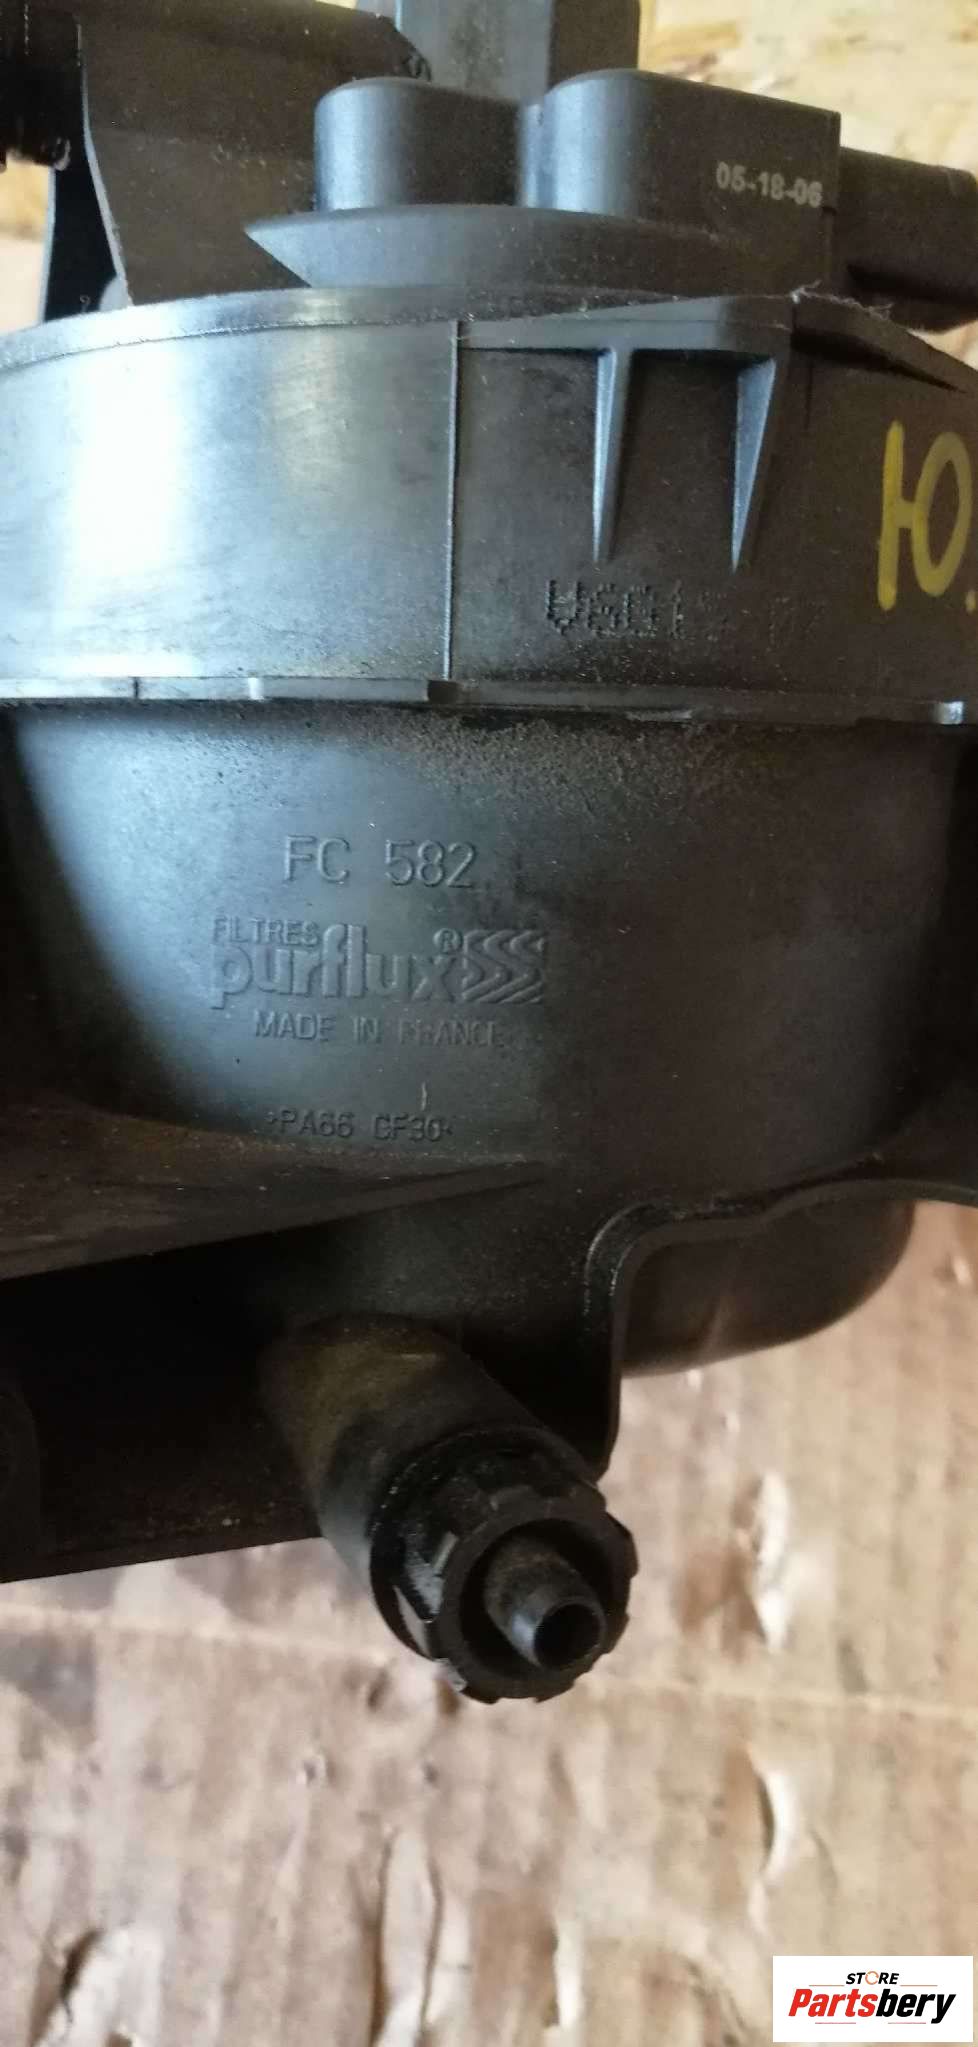 05-18-06
Ю.
FC 582
FILTRES
purflux®
MADE IN FRANCE
>PA66 GF30<
STORE
Partsbery